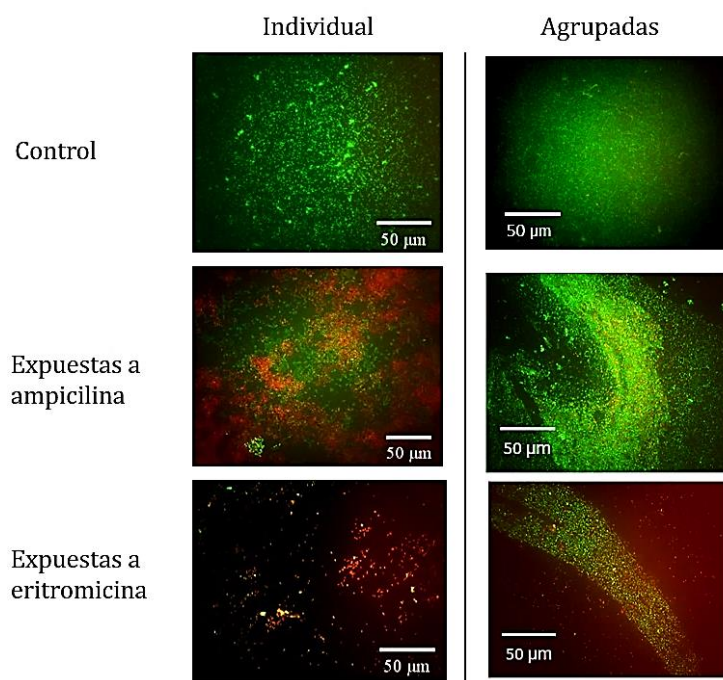 Individual
Agrupadas
Control
50 µm
50 µm
Expuestas a
ampicilina
50 µm
50 µm
Expuestas a
eritromicina
50 µm
50 µm